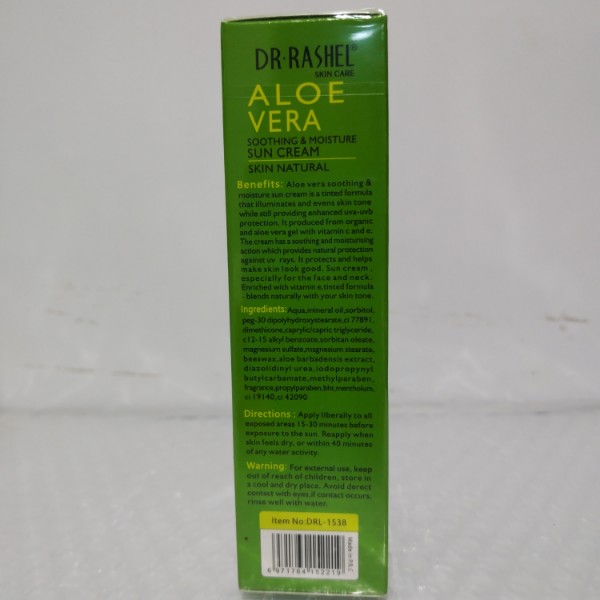 DR·RASHEL®
SKIN CARE
ALOE
VERA
SOOTHING & MOISTURE
SUN CREAM
SKIN NATURAL
Benefits: Aloe vera soothing &
moisture sun cream is a tinted formula
that illuminates and evens skin tone
while still providing enhanced uva-uvb
protection. It produced from organic
and aloe vera gel with vitamin c and e.
The cream has a soothing and moisturising
action which provides natural protection
against uv rays. It protects and helps
make skin look good. Sun cream,
especially for the face and neck.
Enriched with vitamin e, tinted formula
- blends naturally with your skin tone.
Ingredients: Aqua, mineral oil, sorbitol,
peg-30 dipolyhydroxystearate, ci 77891,
dimethicone, caprylic/capric triglyceride,
c12-15 alkyl benzoate, sorbitan oleate,
magnesium sulfate, magnesium stearate,
beeswax, aloe barbadensis extract,
diazolidinyl urea, iodopropynyl
butylcarbamate, methylparaben,
fragrance, propylparaben, bht, mentholum,
ci 19140, ci 42090
Directions: Apply liberally to all
exposed areas 15-30 minutes before
exposure to the sun. Reapply when
skin feels dry, or within 40 minutes
of any water activity.
Warning: For external use, keep
out of reach of children, store in
a cool and dry place. Avoid derect
contact with eyes, if contact occurs,
rinse well with water.
Item No: DRL-1538
Made in P.R.C.
6 971764 152219